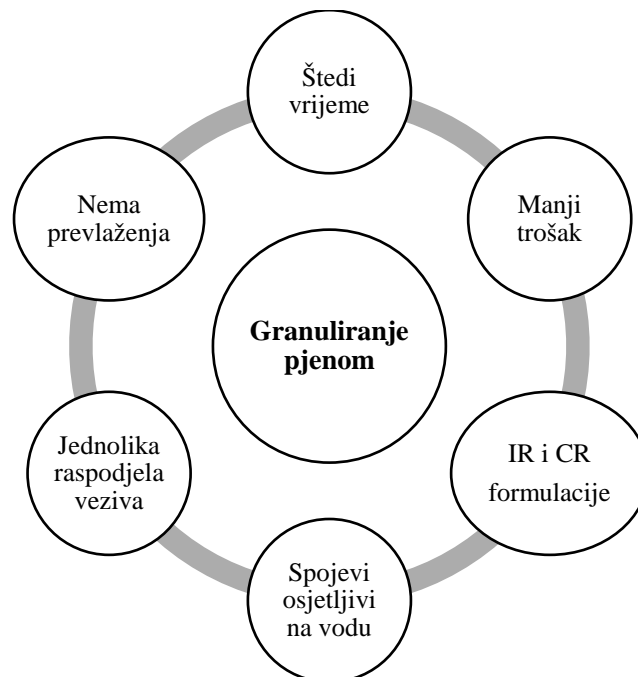 Štedi
vrijeme
Nema
prevlaženja
Manji
trošak
Granuliranje
pjenom
Jednolika
raspodjela
veziva
IR i CR
formulacije
Spojevi
osjetljivi
na vodu